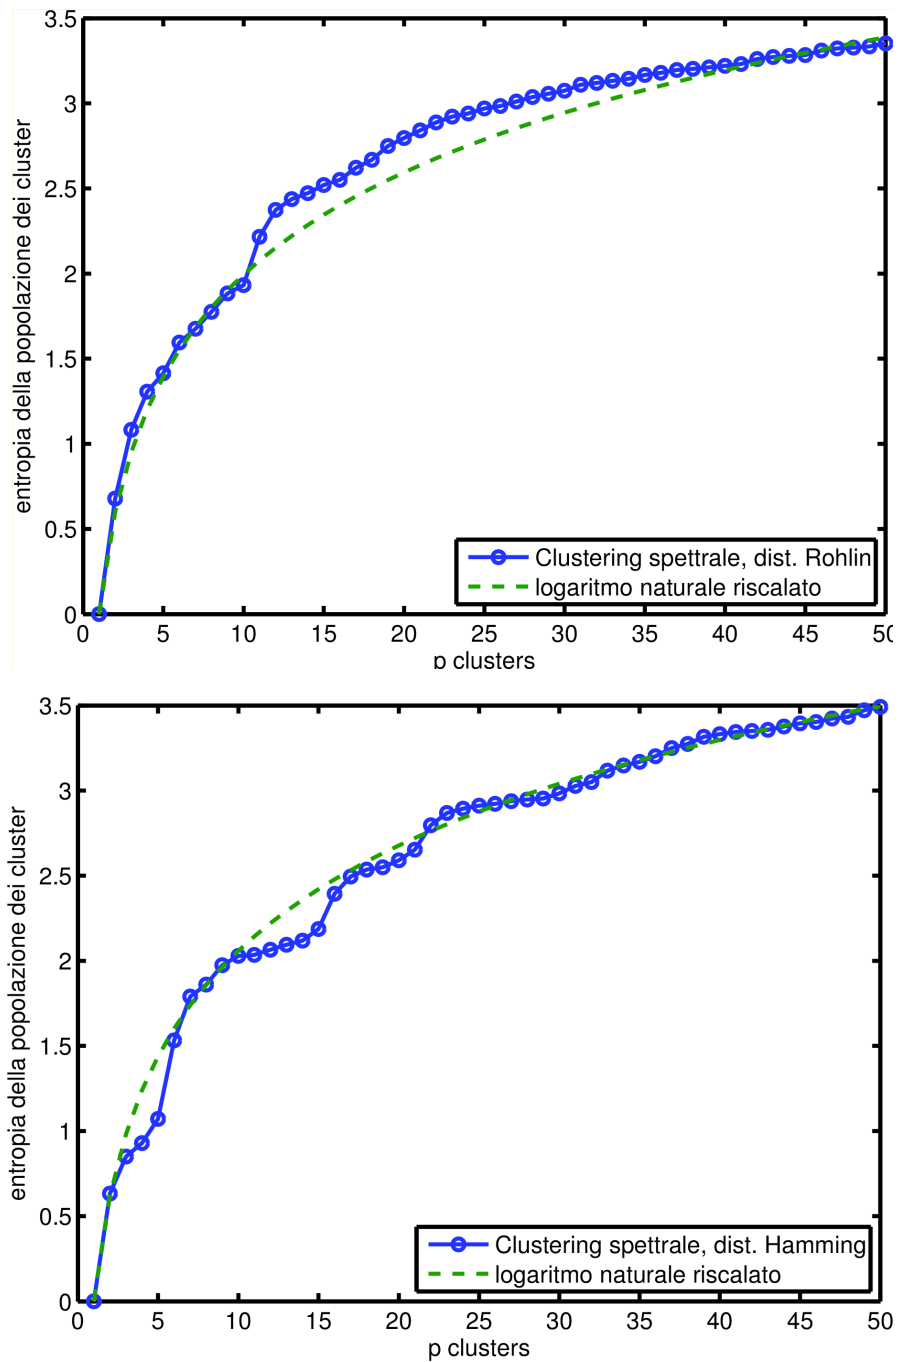 3.5
3
2.5
2
1.5
1
0.5
0
entropia della popolazione dei cluster
Clustering spettrale, dist. Rohlin
logaritmo naturale riscalato
0 5 10 15 20 25 30 35 40 45 50
p clusters
3.5
3
2.5
2
1.5
1
0.5
0
entropia della popolazione dei cluster
Clustering spettrale, dist. Hamming
logaritmo naturale riscalato
0 5 10 15 20 25 30 35 40 45 50
p clusters